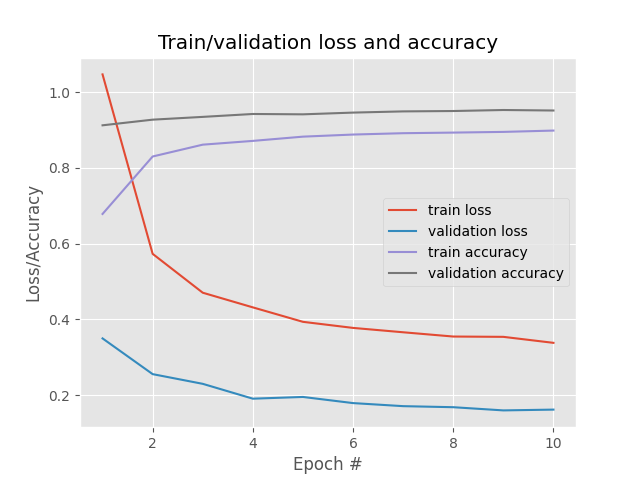 Train/validation loss and accuracy
Loss/Accuracy
1.0
0.8
0.6
0.4
0.2
train loss
validation loss
train accuracy
validation accuracy
2
4
6
8
10
Epoch #